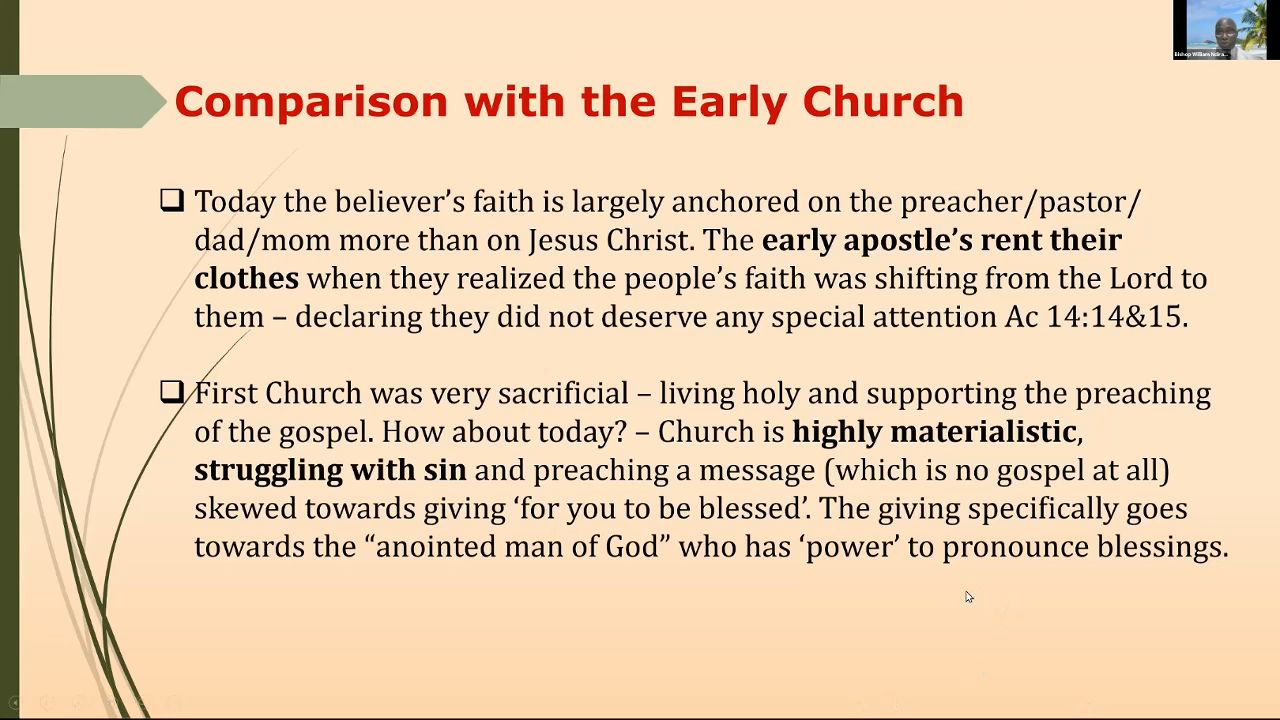 Bishop William
Comparison with the Early Church
Today the believer’s faith is largely anchored on the preacher/pastor/
dad/mom more than on Jesus Christ. The early apostle’s rent their
clothes when they realized the people’s faith was shifting from the Lord to
them – declaring they did not deserve any special attention Ac 14:14&15.
First Church was very sacrificial – living holy and supporting the preaching
of the gospel. How about today? – Church is highly materialistic,
struggling with sin and preaching a message (which is no gospel at all)
skewed towards giving ‘for you to be blessed’. The giving specifically goes
towards the “anointed man of God” who has ‘power’ to pronounce blessings.